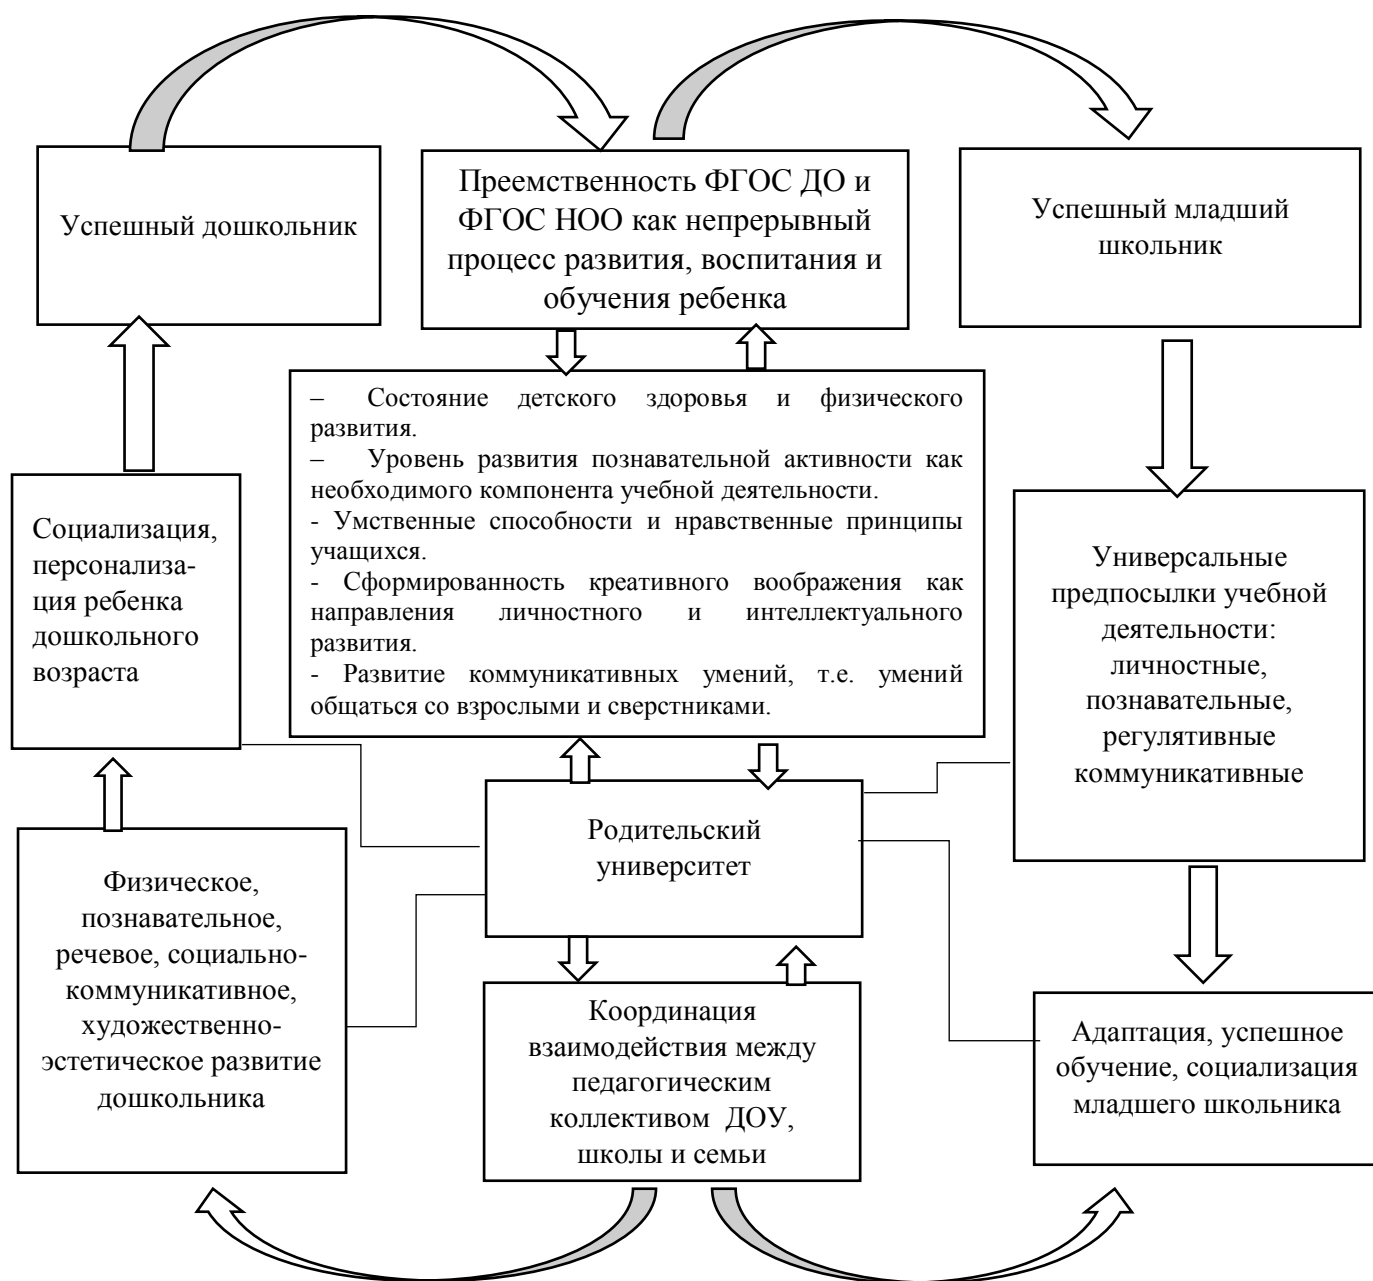 Успешный дошкольник
Преемственность ФГОС ДО и
ФГОС НОО как непрерывный
процесс развития, воспитания и
обучения ребенка
Успешный младший
школьник
– Состояние детского здоровья и физического
развития.
– Уровень развития познавательной активности как
необходимого компонента учебной деятельности.
- Умственные способности и нравственные принципы
учащихся.
- Сформированность креативного воображения как
направления личностного и интеллектуального
развития.
- Развитие коммуникативных умений, т.е. умений
общаться со взрослыми и сверстниками.
Социализация,
персонализа-
ция ребенка
дошкольного
возраста
Универсальные
предпосылки учебной
деятельности:
личностные,
познавательные,
регулятивные
коммуникативные
Родительский
университет
Физическое,
познавательное,
речевое, социально-
коммуникативное,
художественно-
эстетическое развитие
дошкольника
Координация
взаимодействия между
педагогическим
коллективом ДОУ,
школы и семьи
Адаптация, успешное
обучение, социализация
младшего школьника